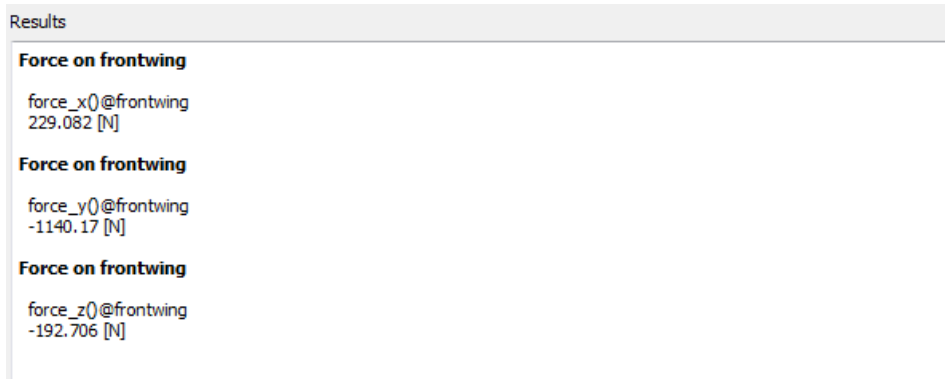 Results
Force on frontwing
force_x()@frontwing
229.082 [N]
Force on frontwing
force_y()@frontwing
-1140.17 [N]
Force on frontwing
force_z()@frontwing
-192.706 [N]